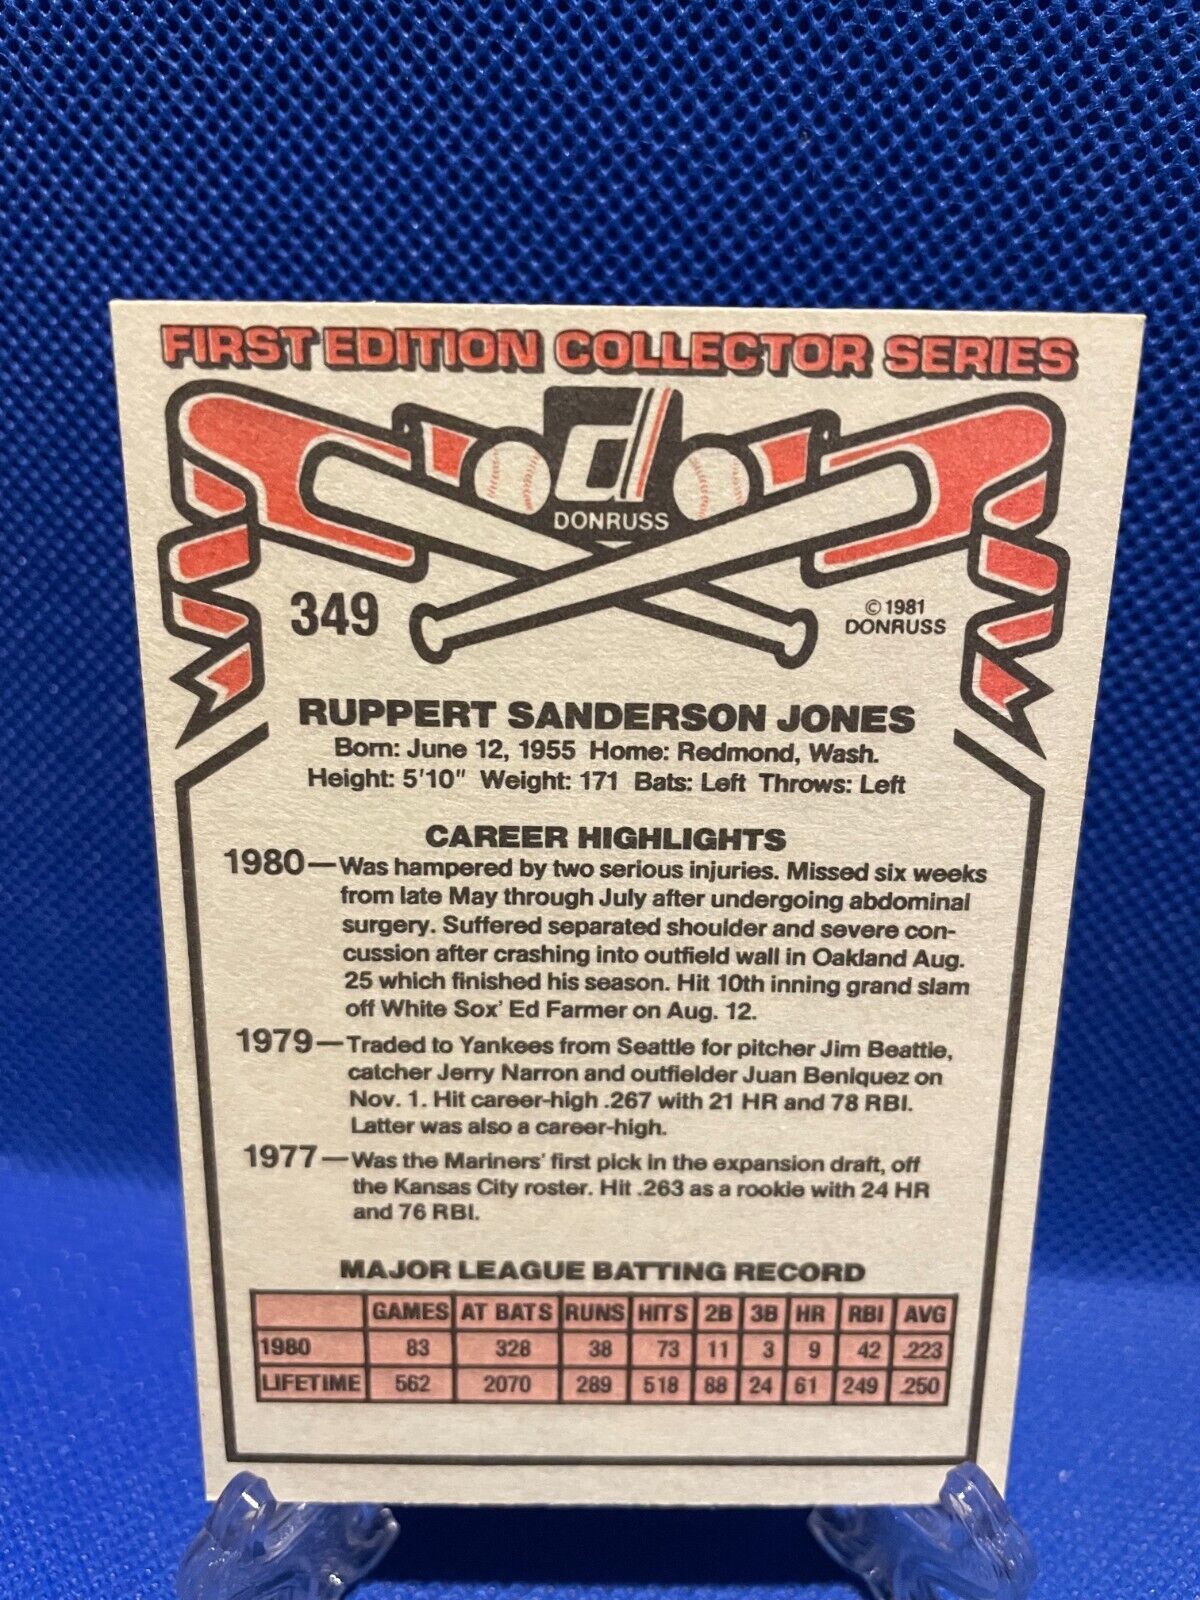 FIRST EDITION COLLECTOR SERIES
d
DONRUSS
349
© 1981
DONRUSS
RUPPERT SANDERSON JONES
Born: June 12, 1955 Home: Redmond, Wash.
Height: 5'10" Weight: 171 Bats: Left Throws: Left
CAREER HIGHLIGHTS
1980—Was hampered by two serious injuries. Missed six weeks
from late May through July after undergoing abdominal
surgery. Suffered separated shoulder and severe con-
cussion after crashing into outfield wall in Oakland Aug.
25 which finished his season. Hit 10th inning grand slam
off White Sox' Ed Farmer on Aug. 12.
1979—Traded to Yankees from Seattle for pitcher Jim Beattie,
catcher Jerry Narron and outfielder Juan Beniquez on
Nov. 1. Hit career-high .267 with 21 HR and 78 RBI.
Latter was also a career-high.
1977—Was the Mariners' first pick in the expansion draft, off
the Kansas City roster. Hit .263 as a rookie with 24 HR
and 76 RBI.
MAJOR LEAGUE BATTING RECORD
GAMES AT BATS RUNS HITS 2B 3B HR RBI AVG
1980 83 328 38 73 11 3 9 42 .223
LIFETIME 562 2070 289 518 88 24 61 249 .250